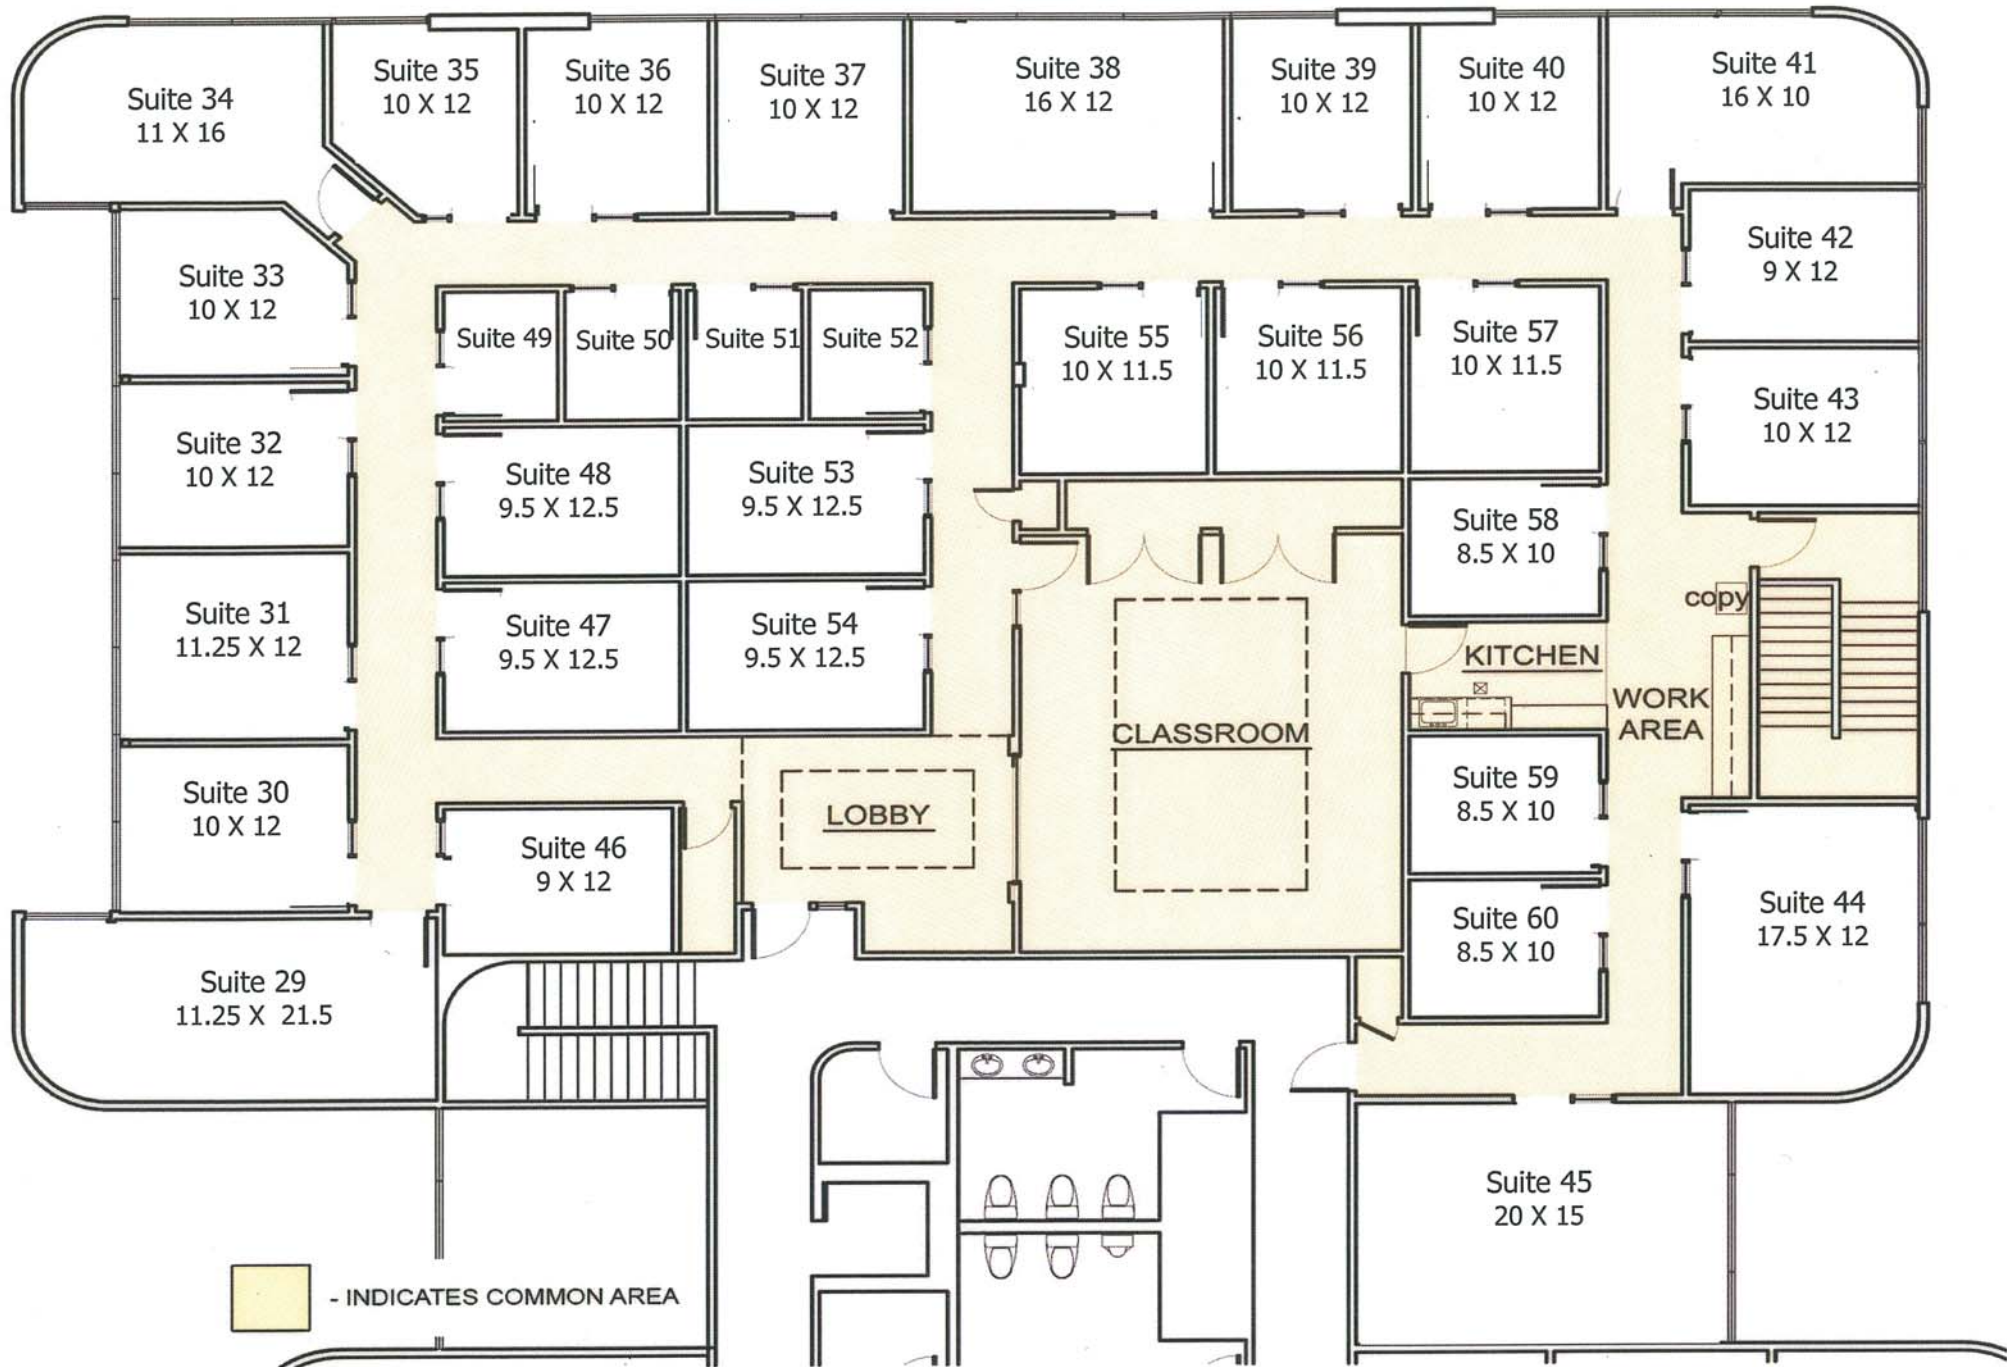 Suite 34
11 X 16
Suite 35
10 X 12
Suite 36
10 X 12
Suite 37
10 X 12
Suite 38
16 X 12
Suite 39
10 X 12
Suite 40
10 X 12
Suite 41
16 X 10
Suite 33
10 X 12
Suite 42
9 X 12
Suite 49
Suite 50
Suite 51
Suite 52
Suite 55
10 X 11.5
Suite 56
10 X 11.5
Suite 57
10 X 11.5
Suite 43
10 X 12
Suite 32
10 X 12
Suite 48
9.5 X 12.5
Suite 53
9.5 X 12.5
Suite 58
8.5 X 10
Suite 31
11.25 X 12
Suite 47
9.5 X 12.5
Suite 54
9.5 X 12.5
copy
KITCHEN
WORK
AREA
CLASSROOM
Suite 30
10 X 12
LOBBY
Suite 59
8.5 X 10
Suite 46
9 X 12
Suite 60
8.5 X 10
Suite 44
17.5 X 12
Suite 29
11.25 X 21.5
Suite 45
20 X 15
- INDICATES COMMON AREA